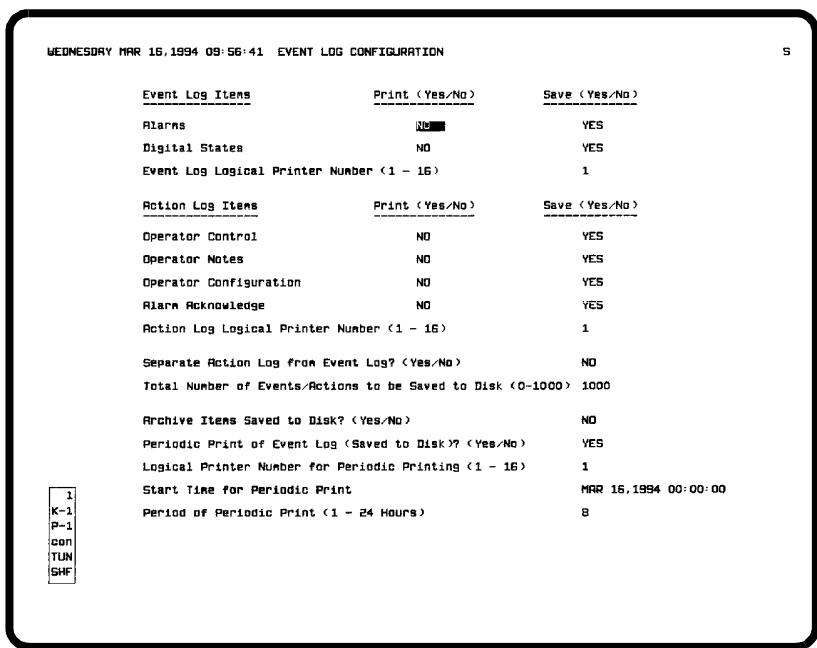 WEDNESDAY MAR 16,1994 09:56:41 EVENT LOG CONFIGURATION S
Event Log Items Print (Yes/No) Save (Yes/No)
Alarms NO YES
Digital States NO YES
Event Log Logical Printer Number (1 - 16) 1
Action Log Items Print (Yes/No) Save (Yes/No)
Operator Control NO YES
Operator Notes NO YES
Operator Configuration NO YES
Alarm Acknowledge NO YES
Action Log Logical Printer Number (1 - 16) 1
Separate Action Log from Event Log? (Yes/No) NO
Total Number of Events/Actions to be Saved to Disk (0-1000) 1000
Archive Items Saved to Disk? (Yes/No) NO
Periodic Print of Event Log (Saved to Disk)? (Yes/No) YES
Logical Printer Number for Periodic Printing (1 - 16) 1
Start Time for Periodic Print MAR 16,1994 00:00:00
Period of Periodic Print (1 - 24 Hours) 8
1
K-1
P-1
con
TUN
SHF